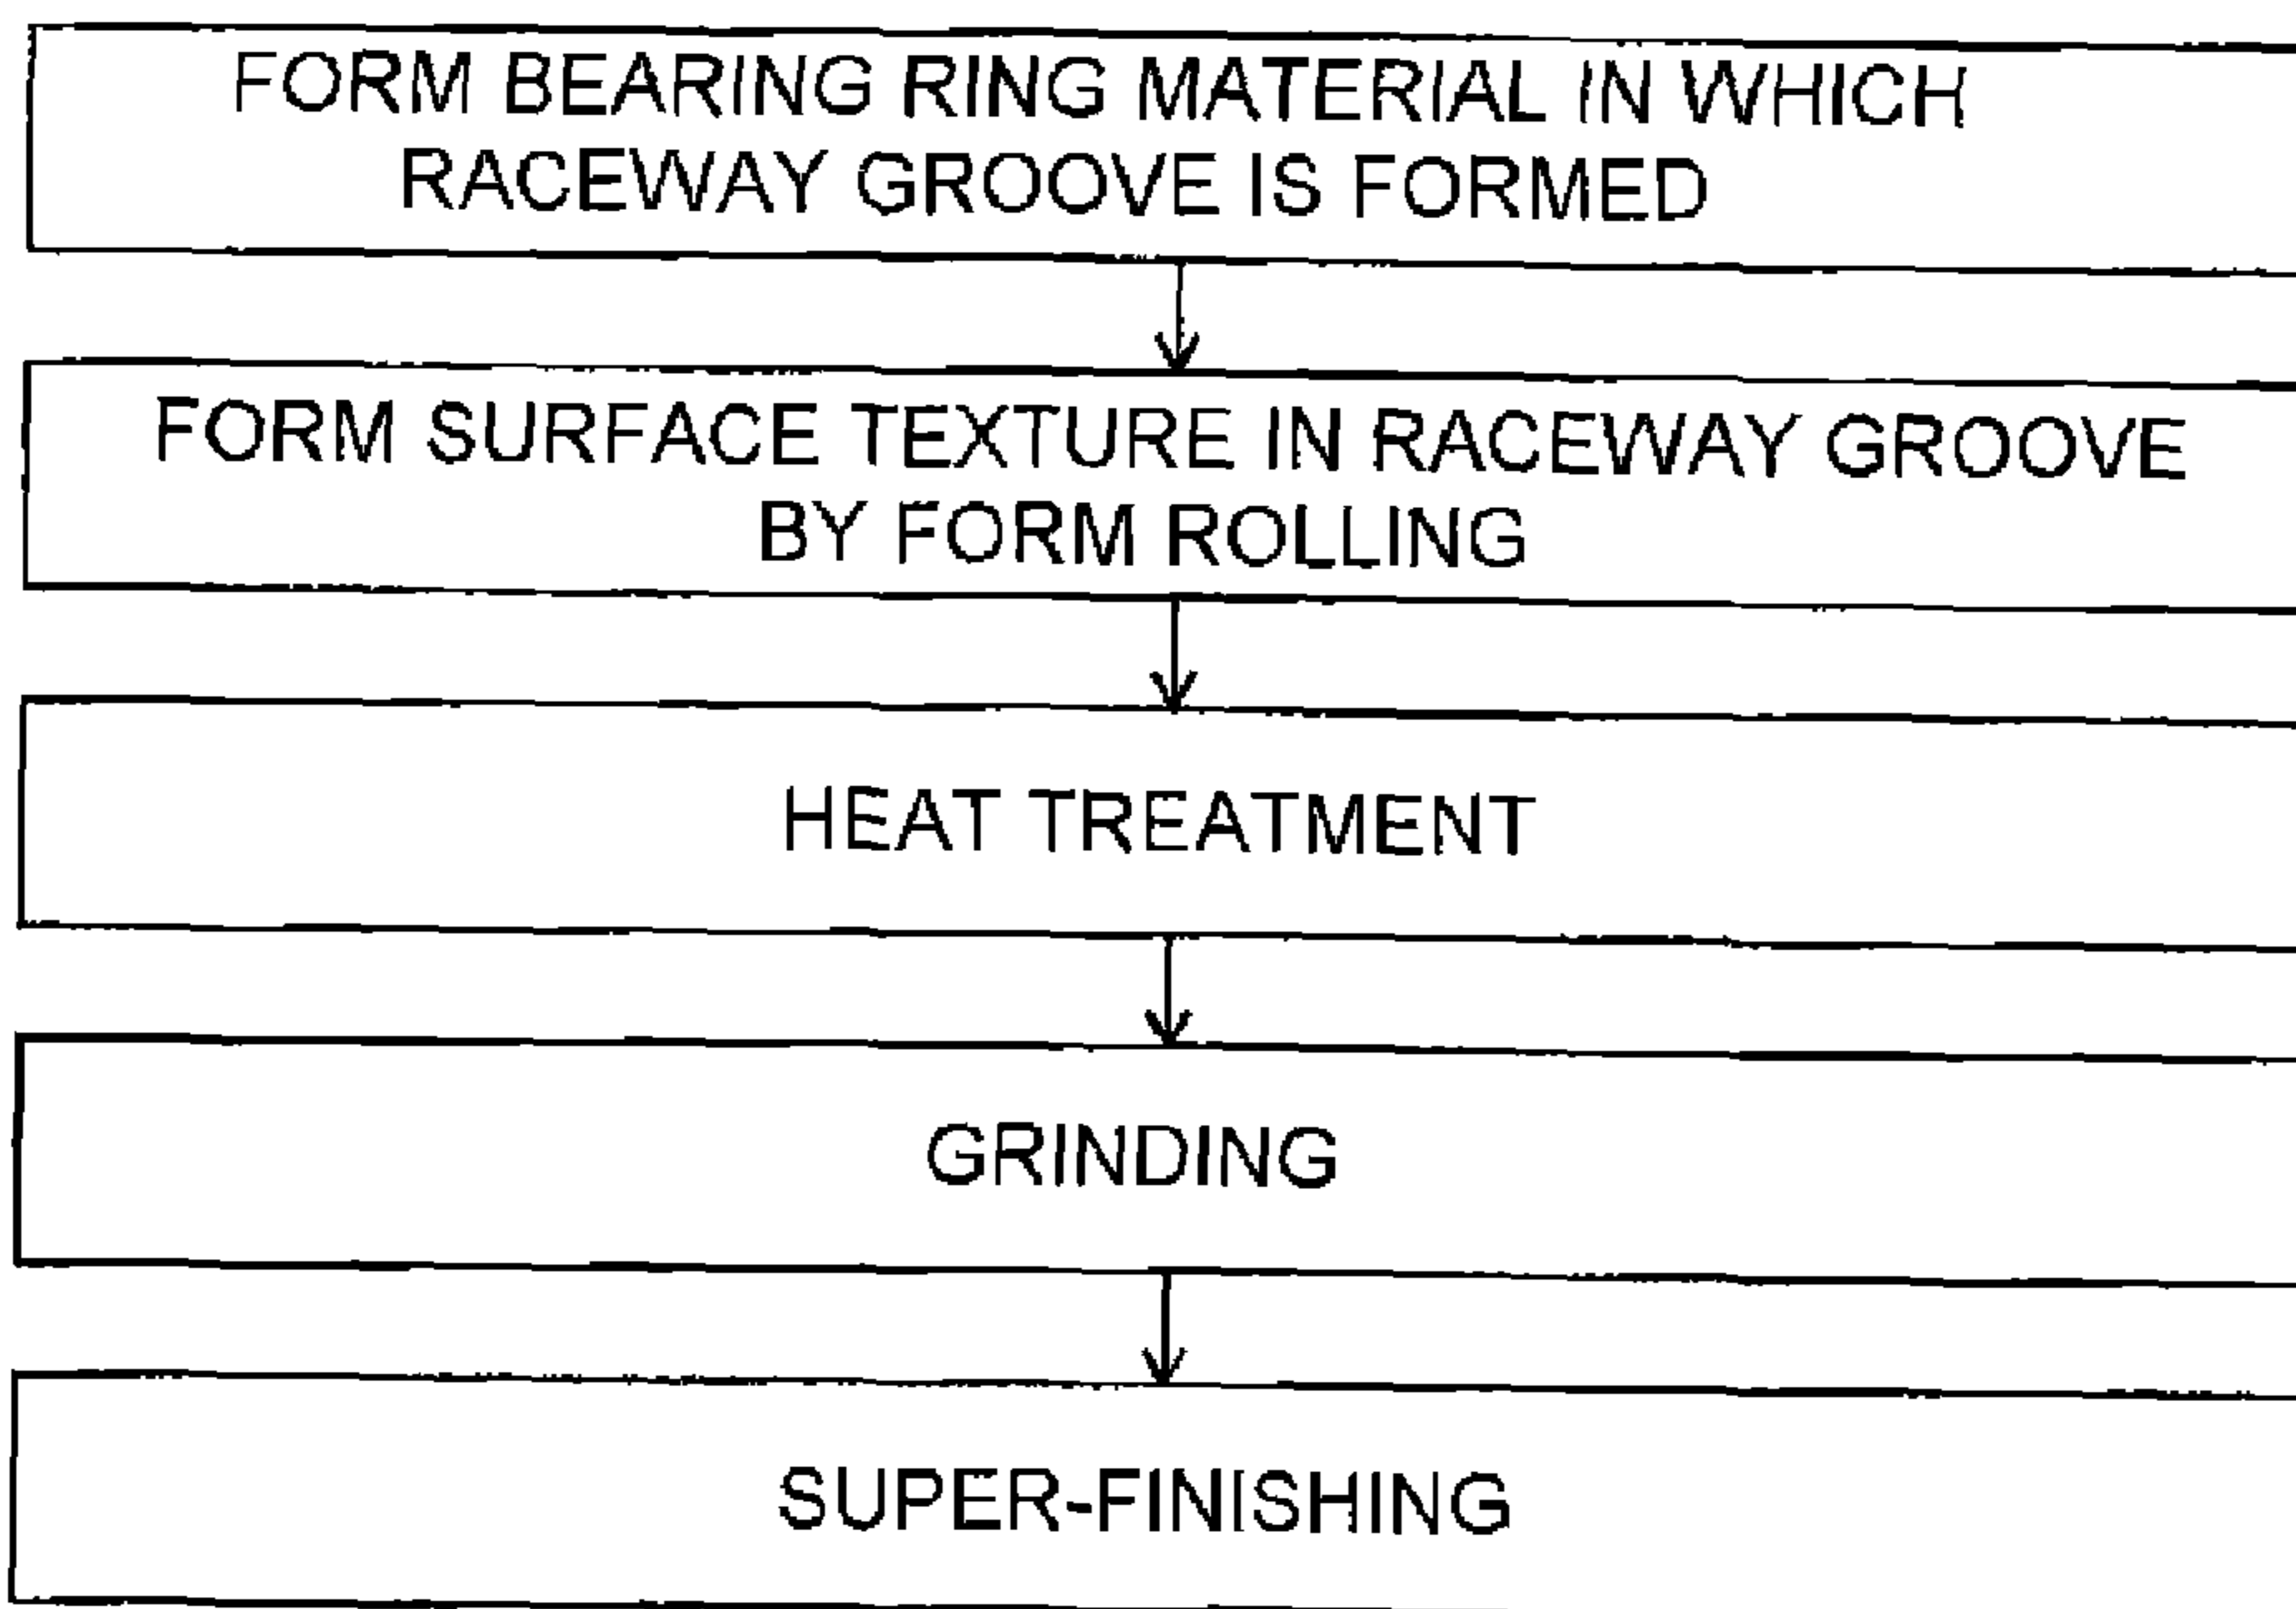 FORM BEARING RING MATERIAL IN WHICH
RACEWAY GROOVE IS FORMED
FORM SURFACE TEXTURE IN RACEWAY GROOVE
BY FORM ROLLING
HEAT TREATMENT
GRINDING
SUPER-FINISHING